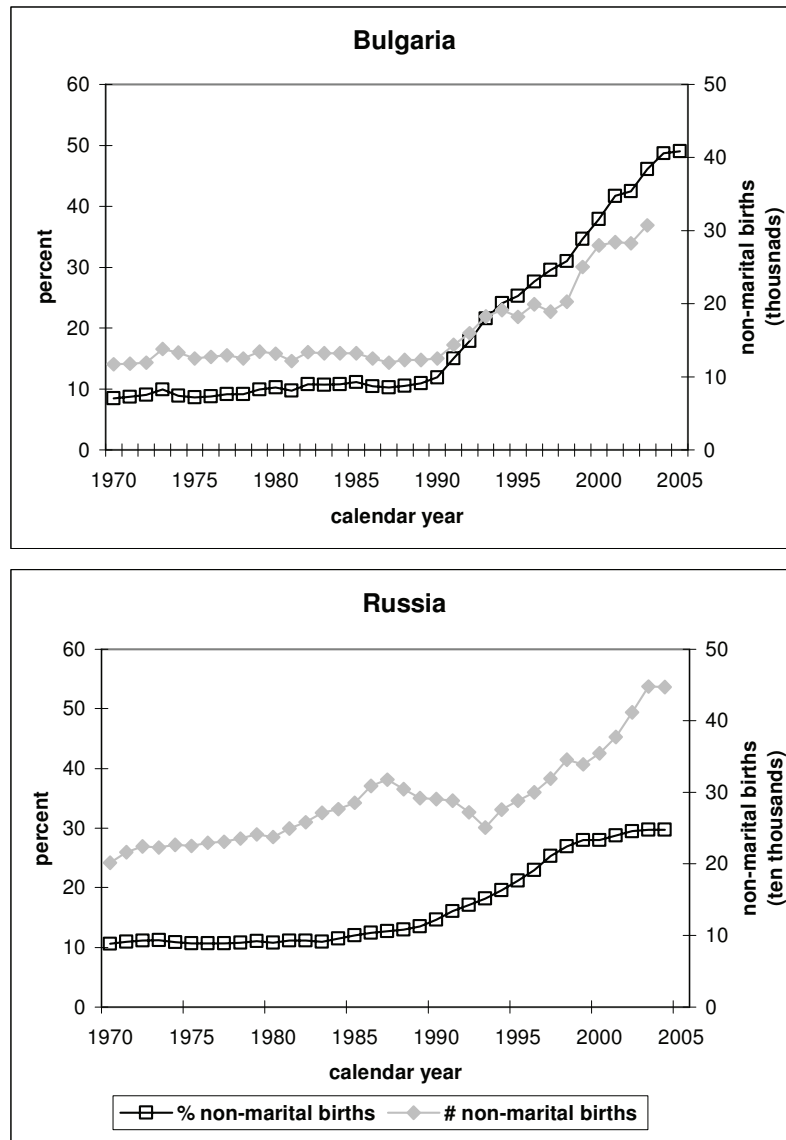 Bulgaria
60
50
40
30
20
10
0
percent
50
40
30
20
10
0
non-marital births
(thousnads)
1970 1975 1980 1985 1990 1995 2000 2005
calendar year
Russia
60
50
40
30
20
10
0
percent
50
40
30
20
10
0
non-marital births
(ten thousands)
1970 1975 1980 1985 1990 1995 2000 2005
calendar year
% non-marital births # non-marital births